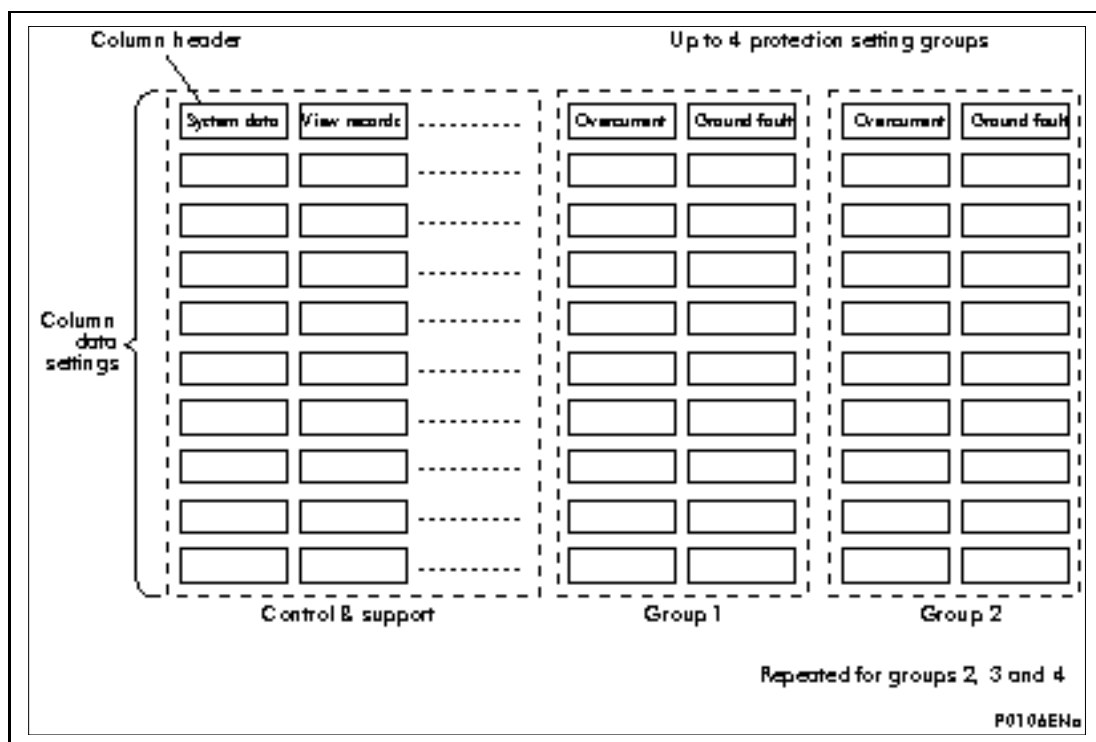 Column header
Up to 4 protection setting groups
System data
View records
Overcurrent
Ground fault
Overcurrent
Ground fault
Column
data
settings
Control & support
Group 1
Group 2
Repeated for groups 2, 3 and 4
P0106ENa